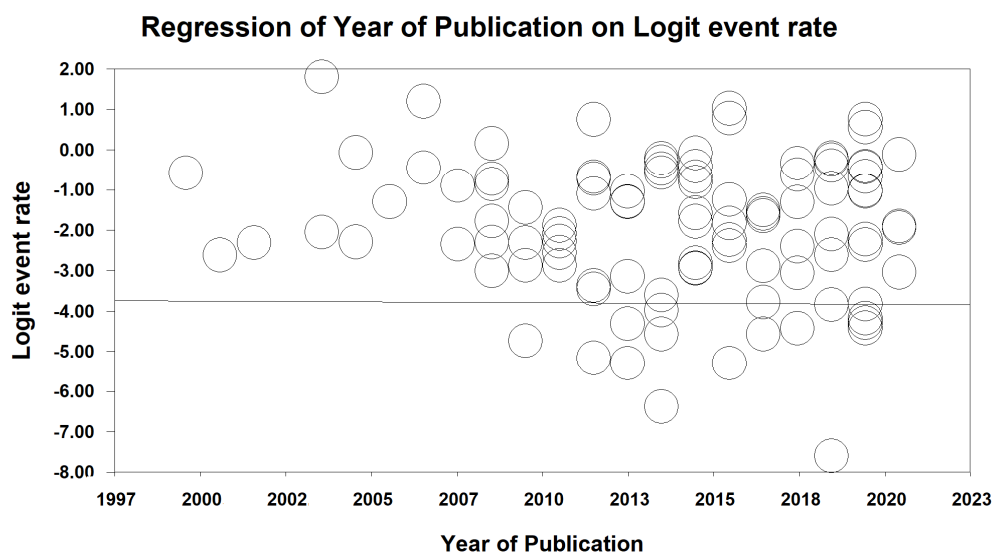 Regression of Year of Publication on Logit event rate
2.00
1.00
0.00
-1.00
-2.00
-3.00
-4.00
-5.00
-6.00
-7.00
-8.00
Logit event rate
1997 2000 2002 2005 2007 2010 2013 2015 2018 2020 2023
Year of Publication